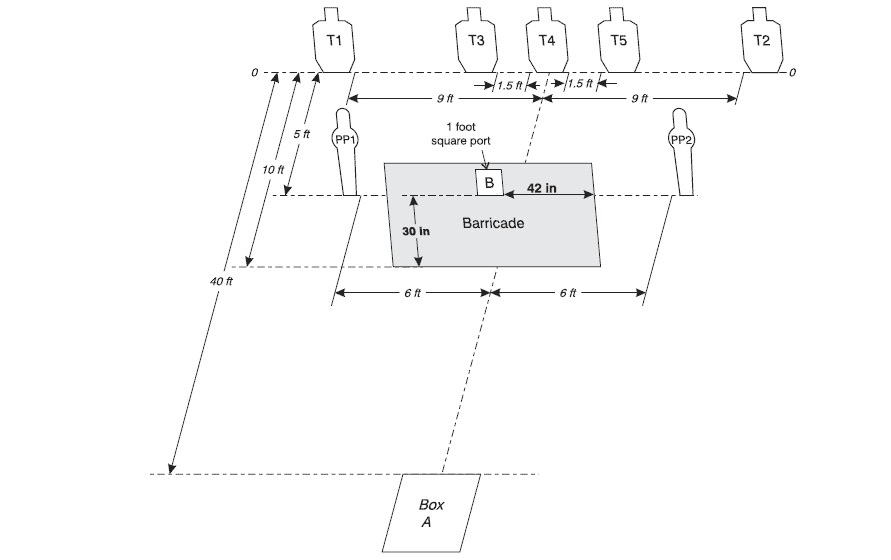 T1
T3
T4
T5
T2
0
0
1.5 ft
1.5 ft
9 ft
9 ft
5 ft
1 foot
square port
PP1
PP2
10 ft
B
42 in
Barricade
30 in
40 ft
6 ft
6 ft
Box
A